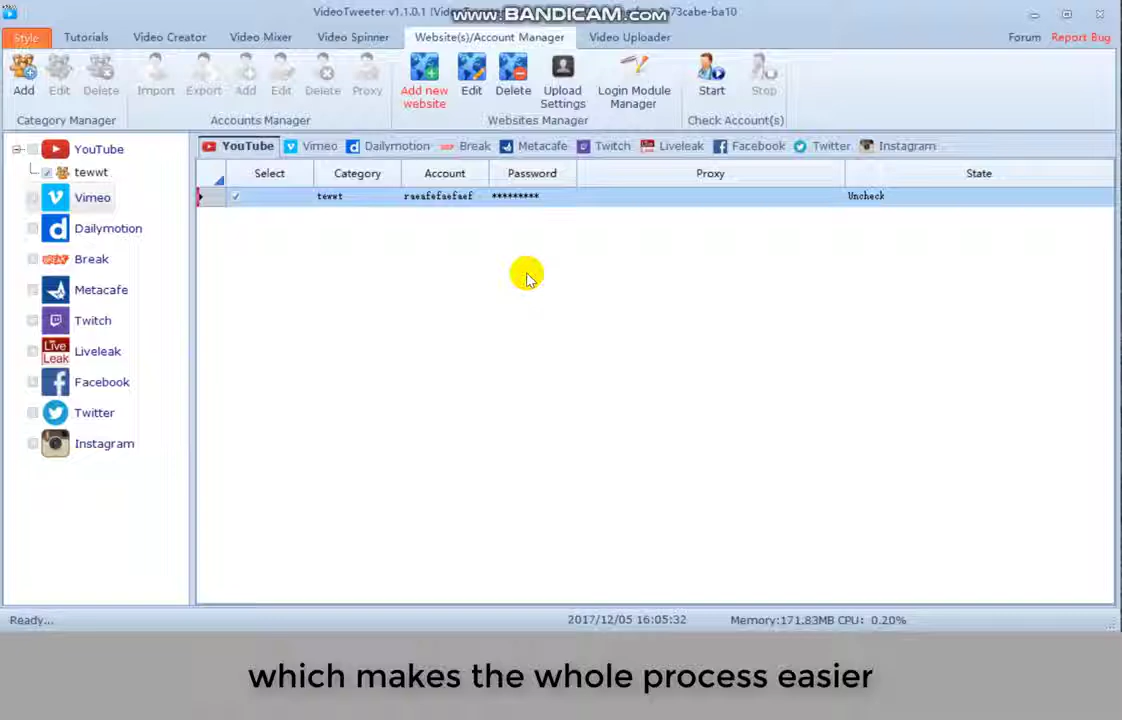 VideoTweeter v1.1.0.1
www.BANDICAM.com
73cabe-ba10
Style
Tutorials
Video Creator
Video Mixer
Video Spinner
Website(s)/Account Manager
Video Uploader
Forum
Report Bug
Add
Edit
Delete
Import
Export
Add
Edit
Delete
Proxy
Add new
website
Edit
Delete
Upload
Settings
Login Module
Manager
Start
Stop
Category Manager
Accounts Manager
Websites Manager
Check Account(s)
YouTube
tewwt
Vimeo
Dailymotion
Break
Metacafe
Twitch
Live
Leak
Liveleak
Facebook
Twitter
Instagram
YouTube
Vimeo
Dailymotion
Break
Metacafe
Twitch
Liveleak
Facebook
Twitter
Instagram
Select
Category
Account
Password
Proxy
State
tewwt
raeafefaefaef
*********
Uncheck
Ready...
2017/12/05 16:05:32
Memory:171.83MB CPU: 0.20%
which makes the whole process easier